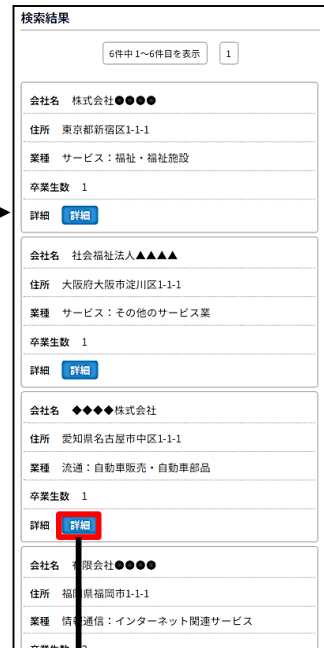 検索結果
6件中 1〜6件目を表示 1
会社名 株式会社●●●●
住所 東京都新宿区1-1-1
業種 サービス：福祉・福祉施設
卒業生数 1
詳細 詳細
会社名 社会福祉法人▲▲▲▲
住所 大阪府大阪市淀川区1-1-1
業種 サービス：その他のサービス業
卒業生数 1
詳細 詳細
会社名 ◆◆◆◆株式会社
住所 愛知県名古屋市中区1-1-1
業種 流通：自動車販売・自動車部品
卒業生数 1
詳細 詳細
会社名 有限会社●●●●
住所 福岡県福岡市1-1-1
業種 情報通信：インターネット関連サービス
卒業生数